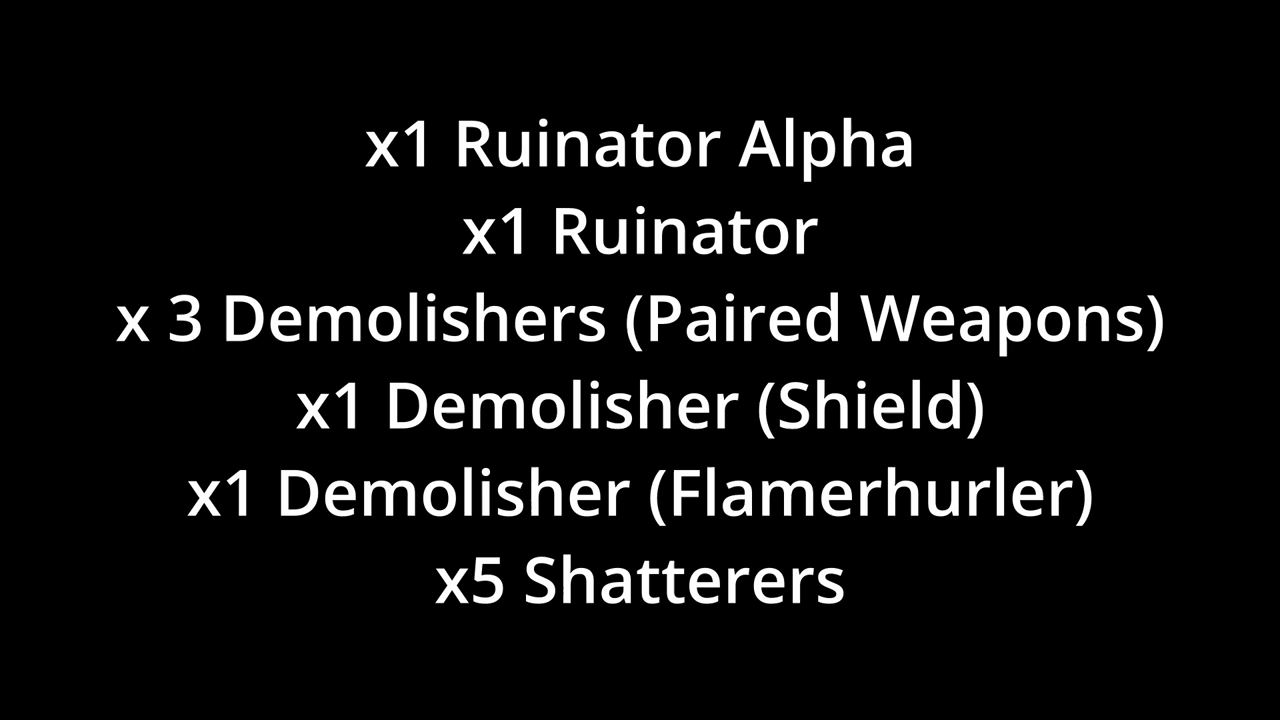 x1 Ruinator Alpha
x1 Ruinator
x 3 Demolishers (Paired Weapons)
x1 Demolisher (Shield)
x1 Demolisher (Flamerhurler)
x5 Shatterers